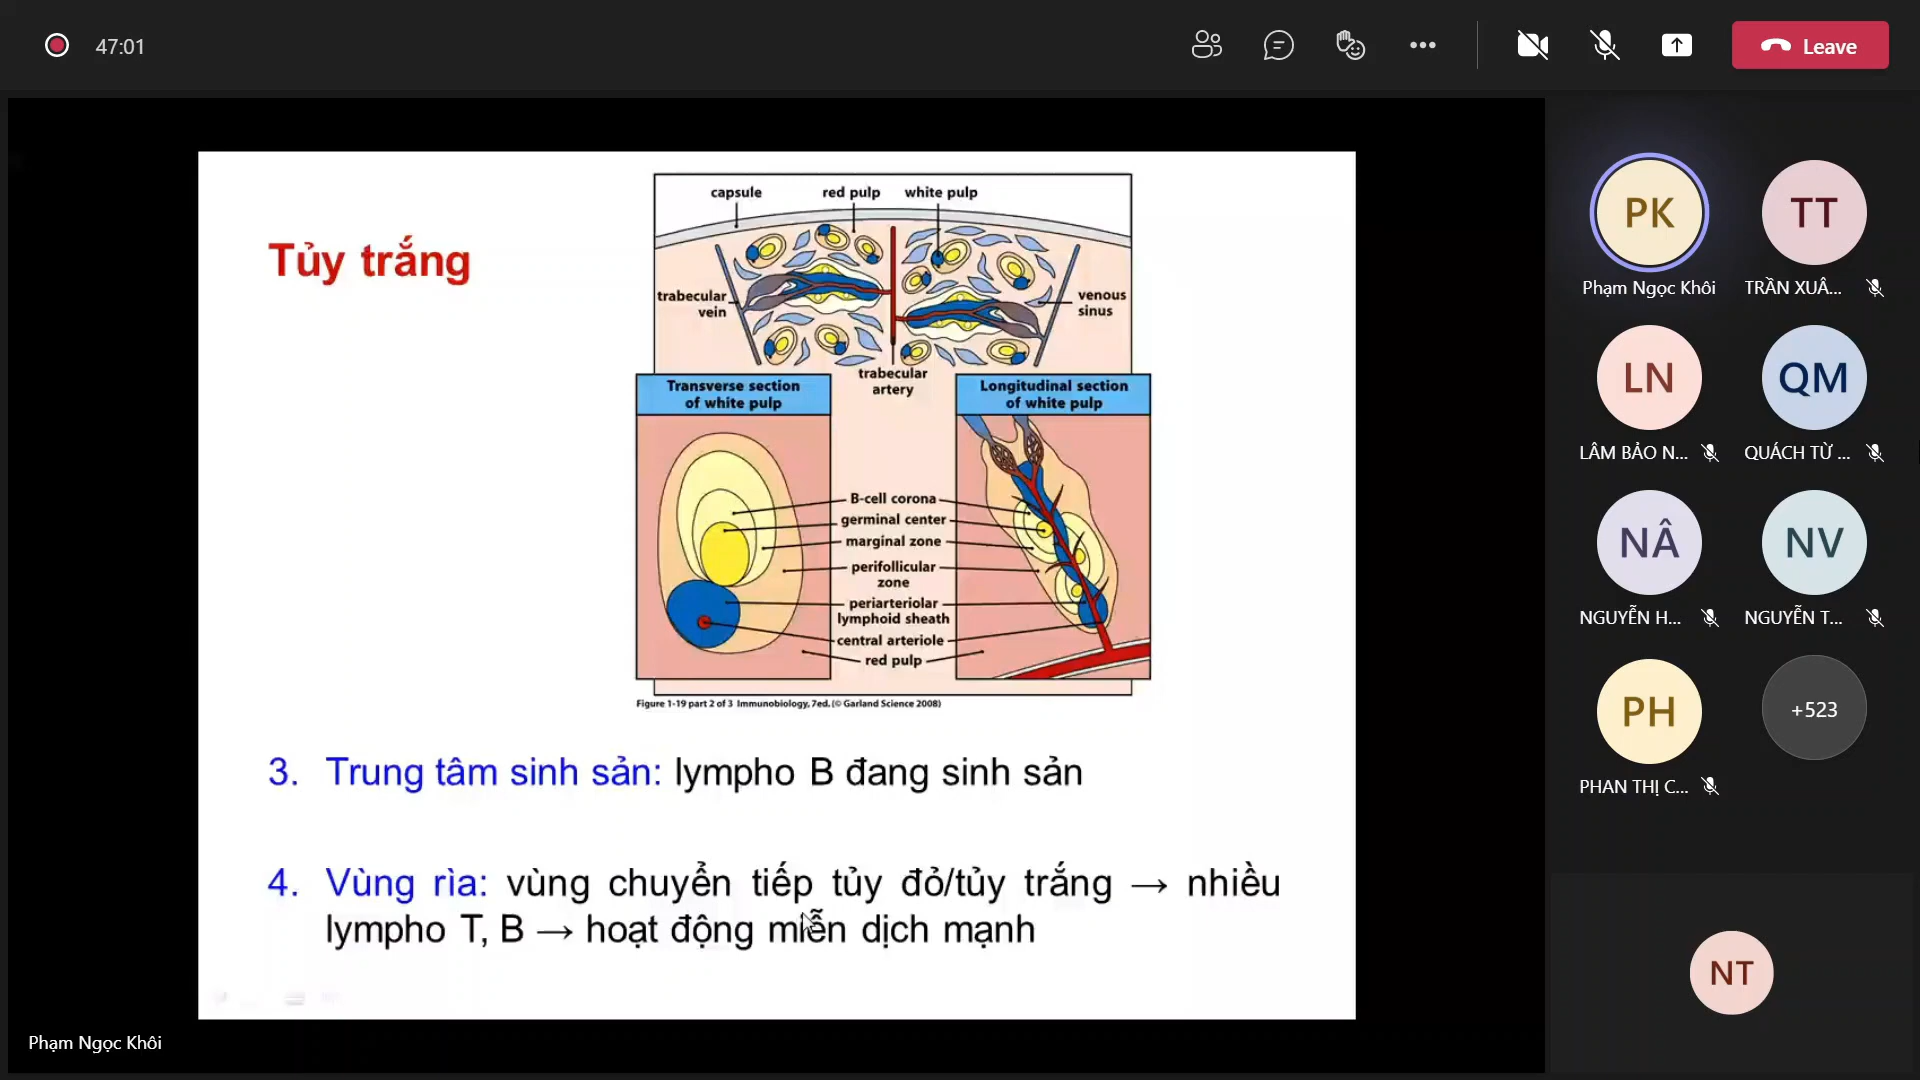 47:01
Leave
Tủy trắng
capsule
red pulp
white pulp
trabecular
vein
venous
sinus
trabecular
artery
Transverse section
of white pulp
Longitudinal section
of white pulp
B-cell corona
germinal center
marginal zone
perifollicular
zone
periarteriolar
lymphoid sheath
central arteriole
red pulp
Figure 1-19 part 2 of 3 Immunobiology, 7ed. (© Garland Science 2008)
3. Trung tâm sinh sản: lympho B đang sinh sản
4. Vùng rìa: vùng chuyển tiếp tủy đỏ/tủy trắng → nhiều
lympho T, B → hoạt động miễn dịch mạnh
Phạm Ngọc Khôi
PK
Phạm Ngọc Khôi
TT
TRẦN XUÂ...
LN
LÂM BẢO N...
QM
QUÁCH TỪ ...
NÂ
NGUYỄN H...
NV
NGUYỄN T...
PH
PHAN THỊ C...
+523
NT